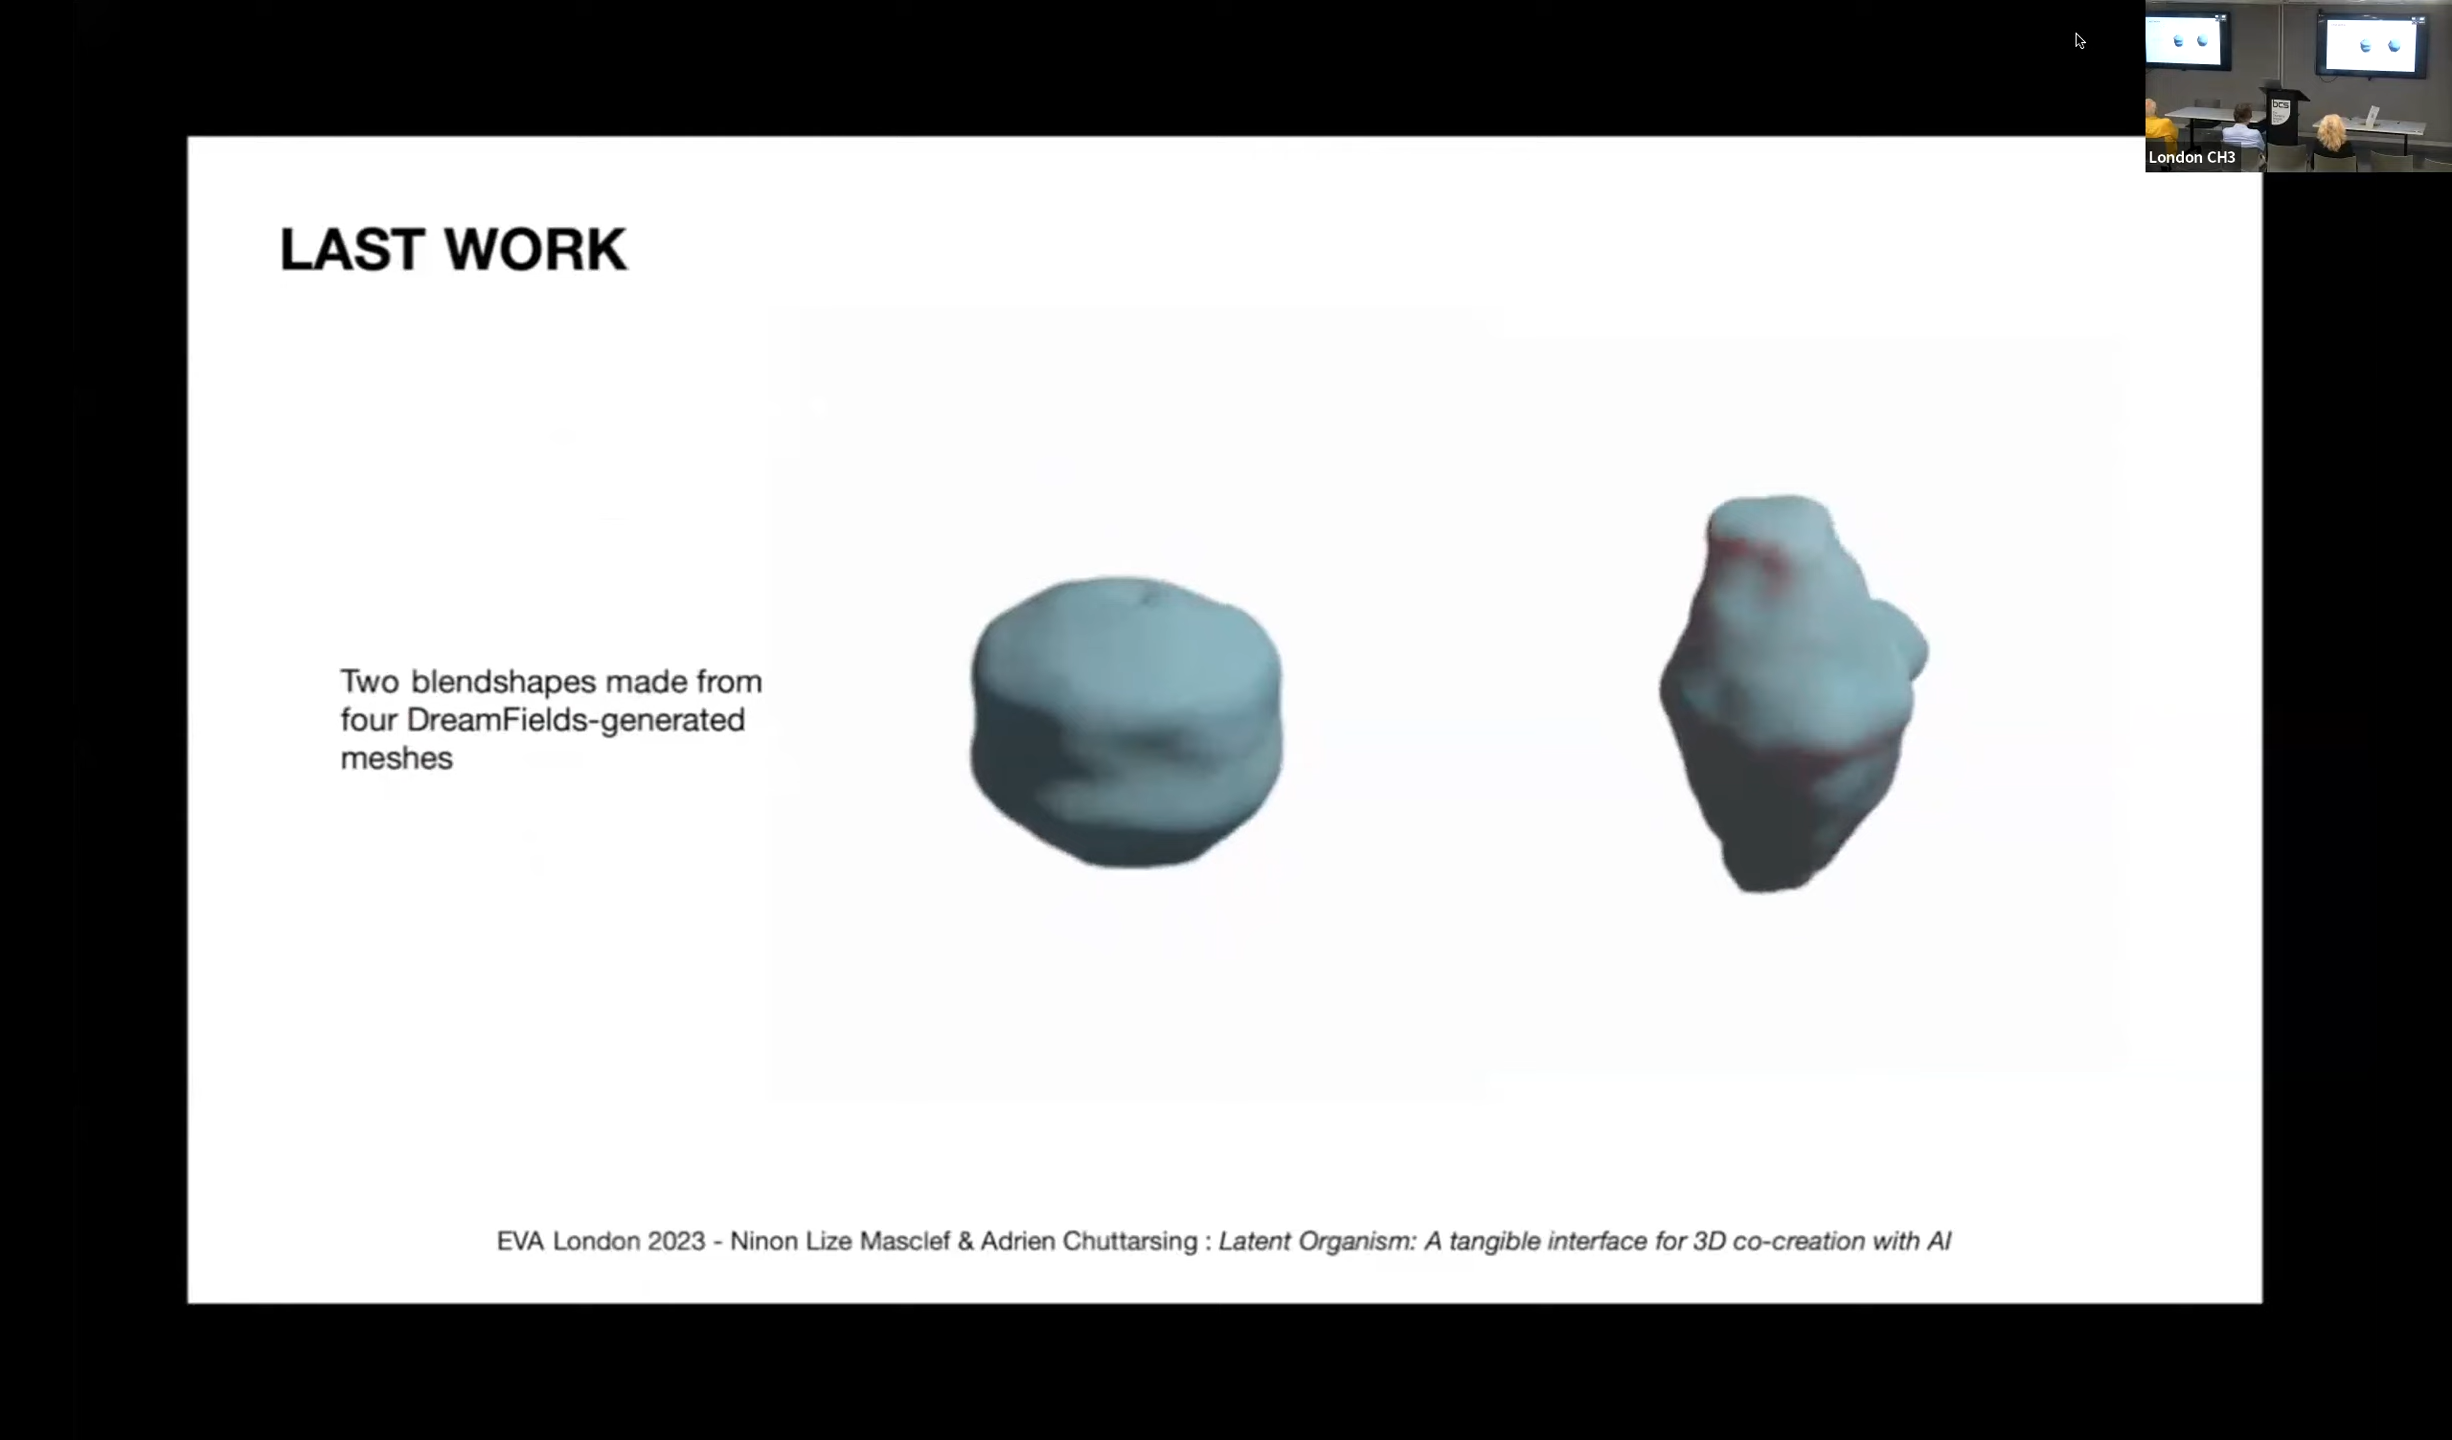 London CH3
bcs
LAST WORK
Two blendshapes made from
four DreamFields-generated
meshes
EVA London 2023 - Ninon Lize Masclef & Adrien Chuttarsing : Latent Organism: A tangible interface for 3D co-creation with AI